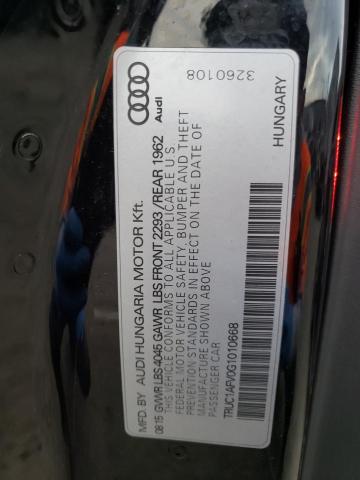 MFD. BY AUDI HUNGARIA MOTOR Kft.
08.15 GVWR LBS 4045 GAWR LBS FRONT 2293 / REAR 1962
THIS VEHICLE CONFORMS TO ALL APPLICABLE U S
FEDERAL MOTOR VEHICLE SAFETY, BUMPER AND THEFT
PREVENTION STANDARDS IN EFFECT ON THE DATE OF
MANUFACTURE SHOWN ABOVE
PASSENGER CAR
TRUC1AFV0G1010668
Audi
3260108
HUNGARY